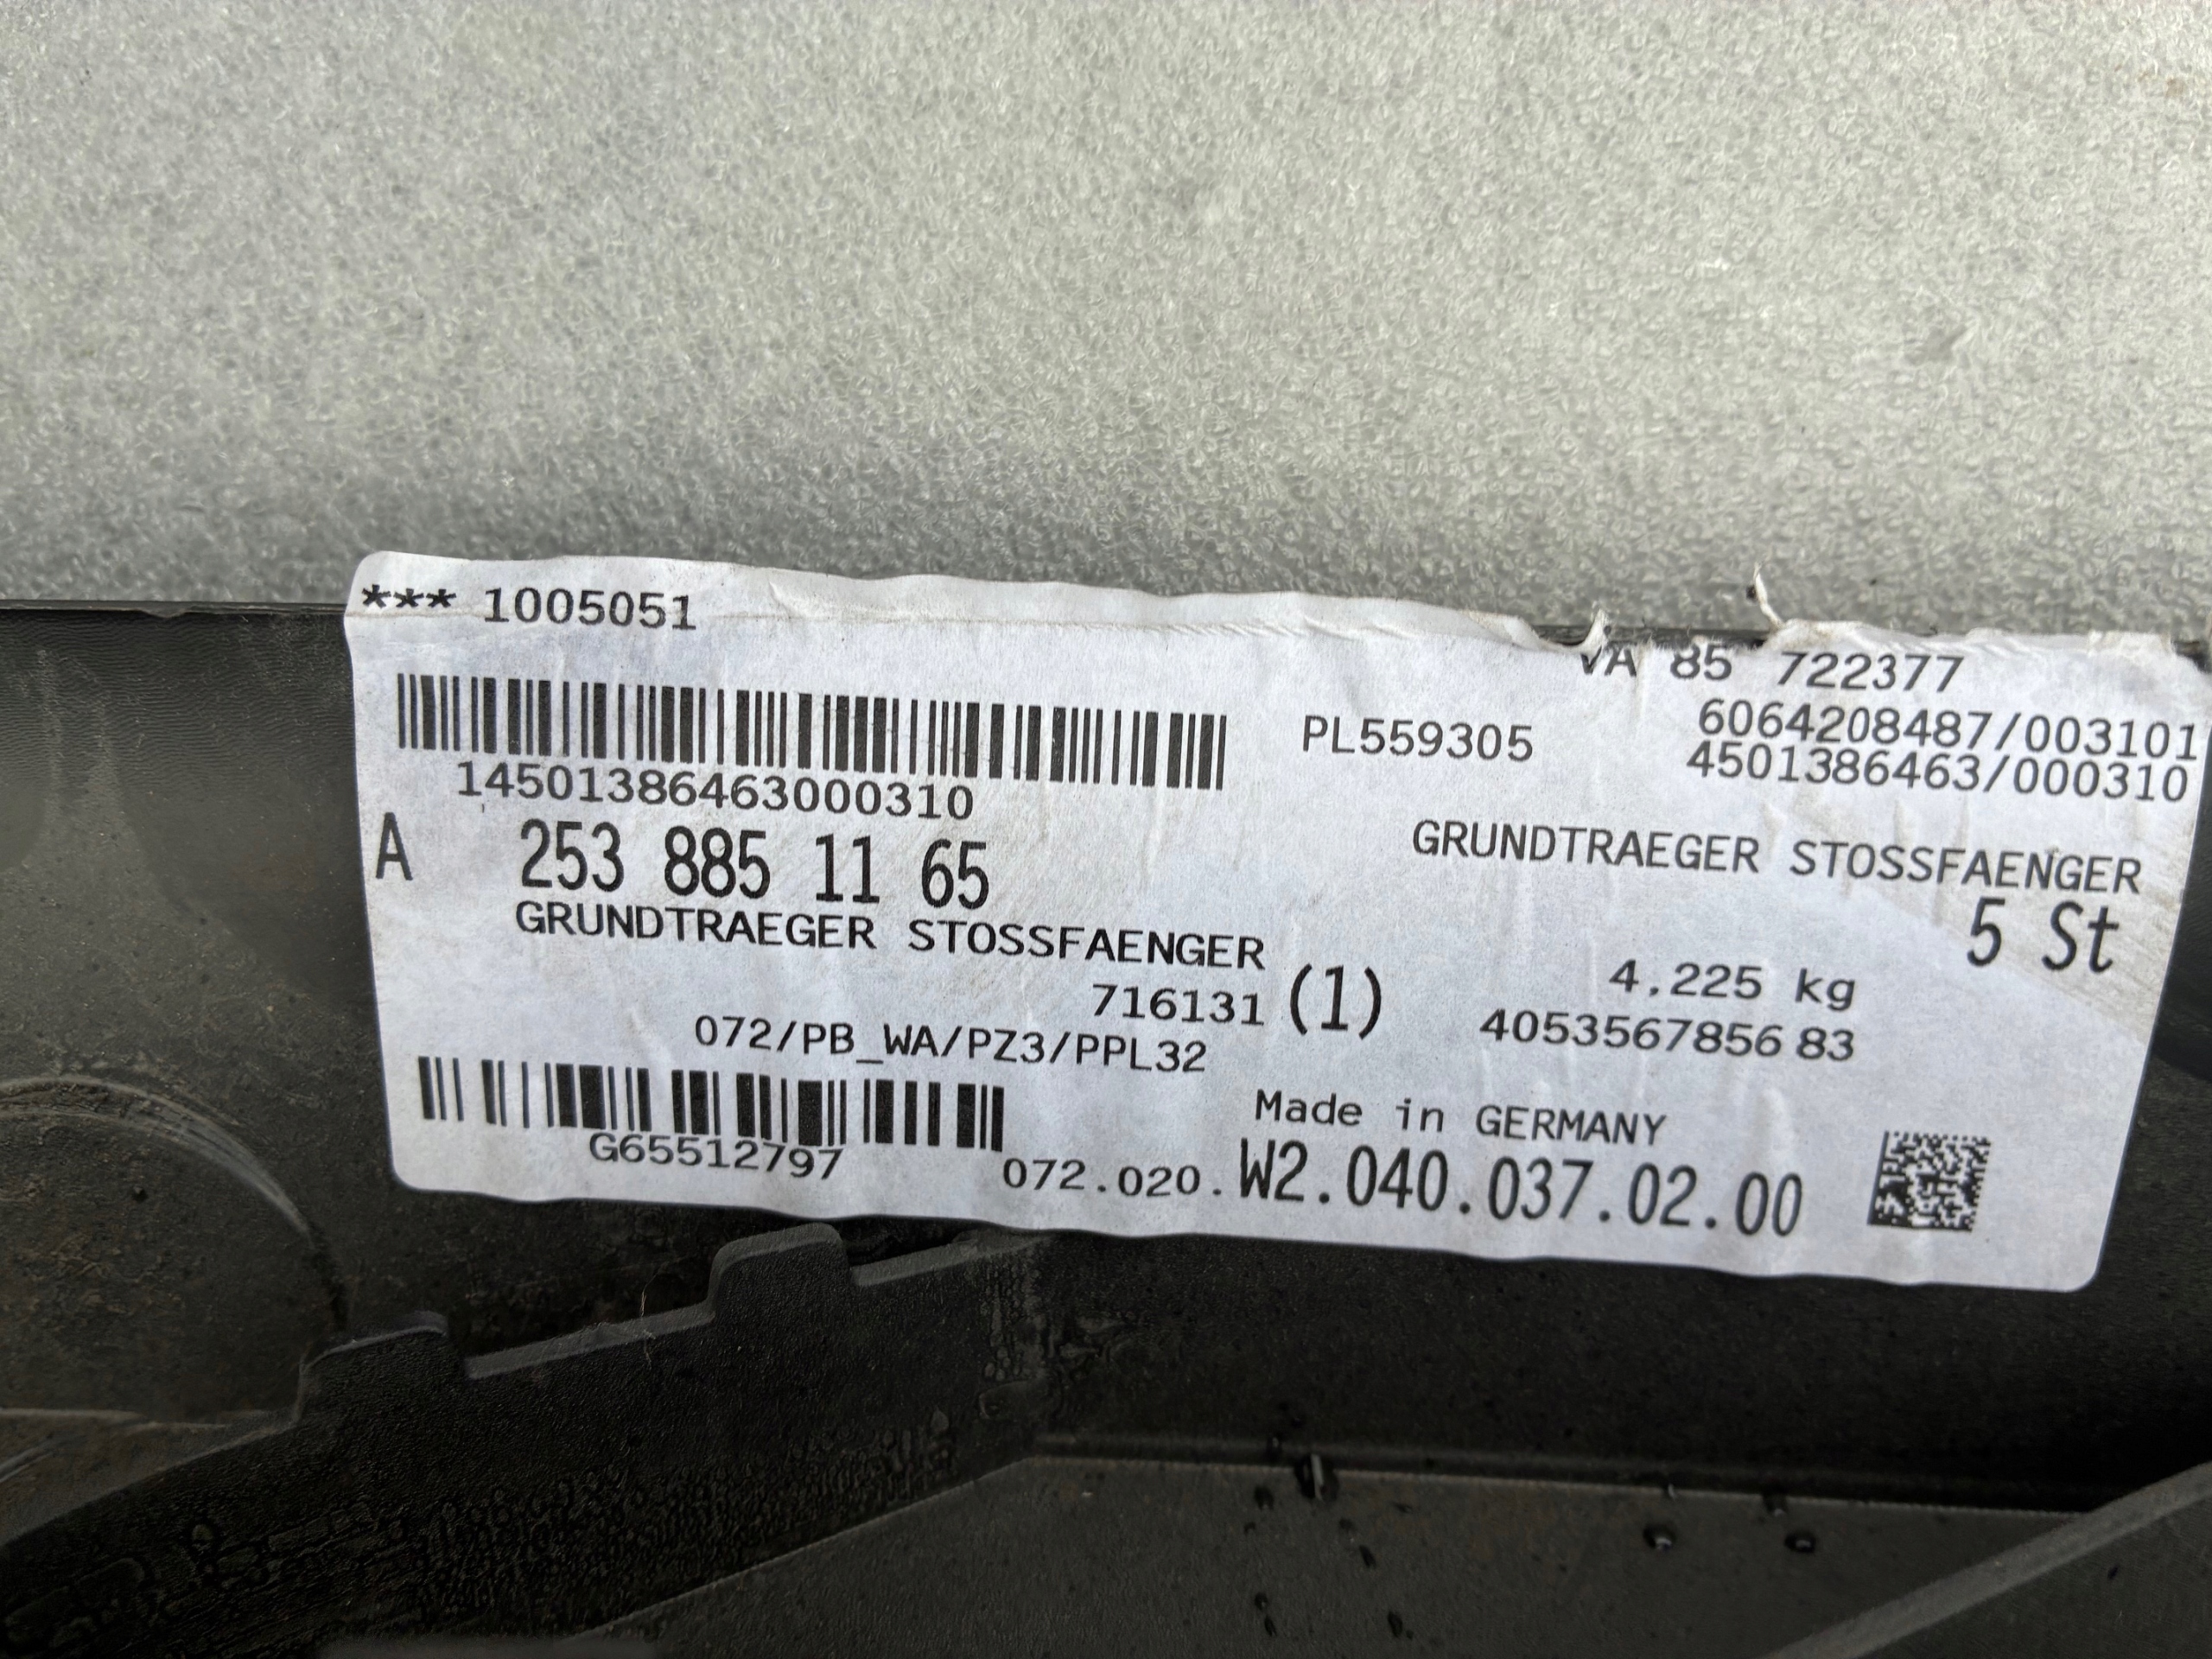 *** 1005051
VA 85 722377
14501386463000310
PL559305
6064208487/003101
4501386463/000310
A 253 885 11 65
GRUNDTRAEGER STOSSFAENGER
GRUNDTRAEGER STOSSFAENGER
5 St
716131 (1)
4,225 kg
072/PB_WA/PZ3/PPL32
4053567856 83
G65512797
Made in GERMANY
072.020. W2.040.037.02.00